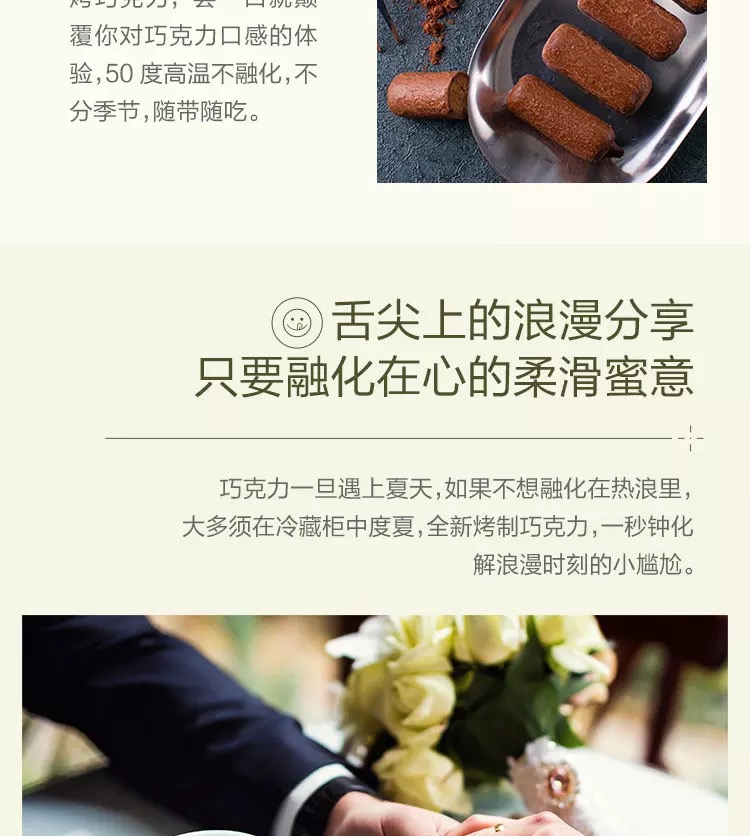 覆你对巧克力口感的体
验,50 度高温不融化,不
分季节,随带随吃。
舌尖上的浪漫分享
只要融化在心的柔滑蜜意
巧克力一旦遇上夏天,如果不想融化在热浪里,
大多须在冷藏柜中度夏,全新烤制巧克力,一秒钟化
解浪漫时刻的小尴尬。